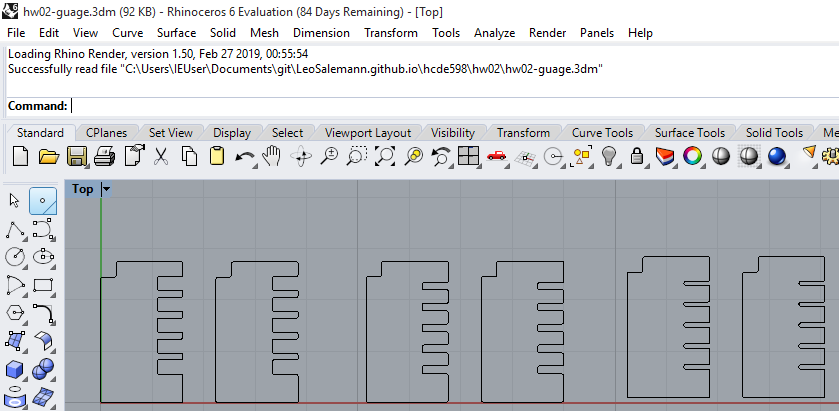 hw02-guage.3dm (92 KB) - Rhinoceros 6 Evaluation (84 Days Remaining) - [Top]
File Edit View Curve Surface Solid Mesh Dimension Transform Tools Analyze Render Panels Help
Loading Rhino Render, version 1.50, Feb 27 2019, 00:55:54
Successfully read file "C:\Users\IEUser\Documents\git\LeoSalemann.github.io\hcde598\hw02\hw02-guage.3dm"
Command:
Standard CPlanes Set View Display Select Viewport Layout Visibility Transform Curve Tools Surface Tools Solid Tools Me
Top